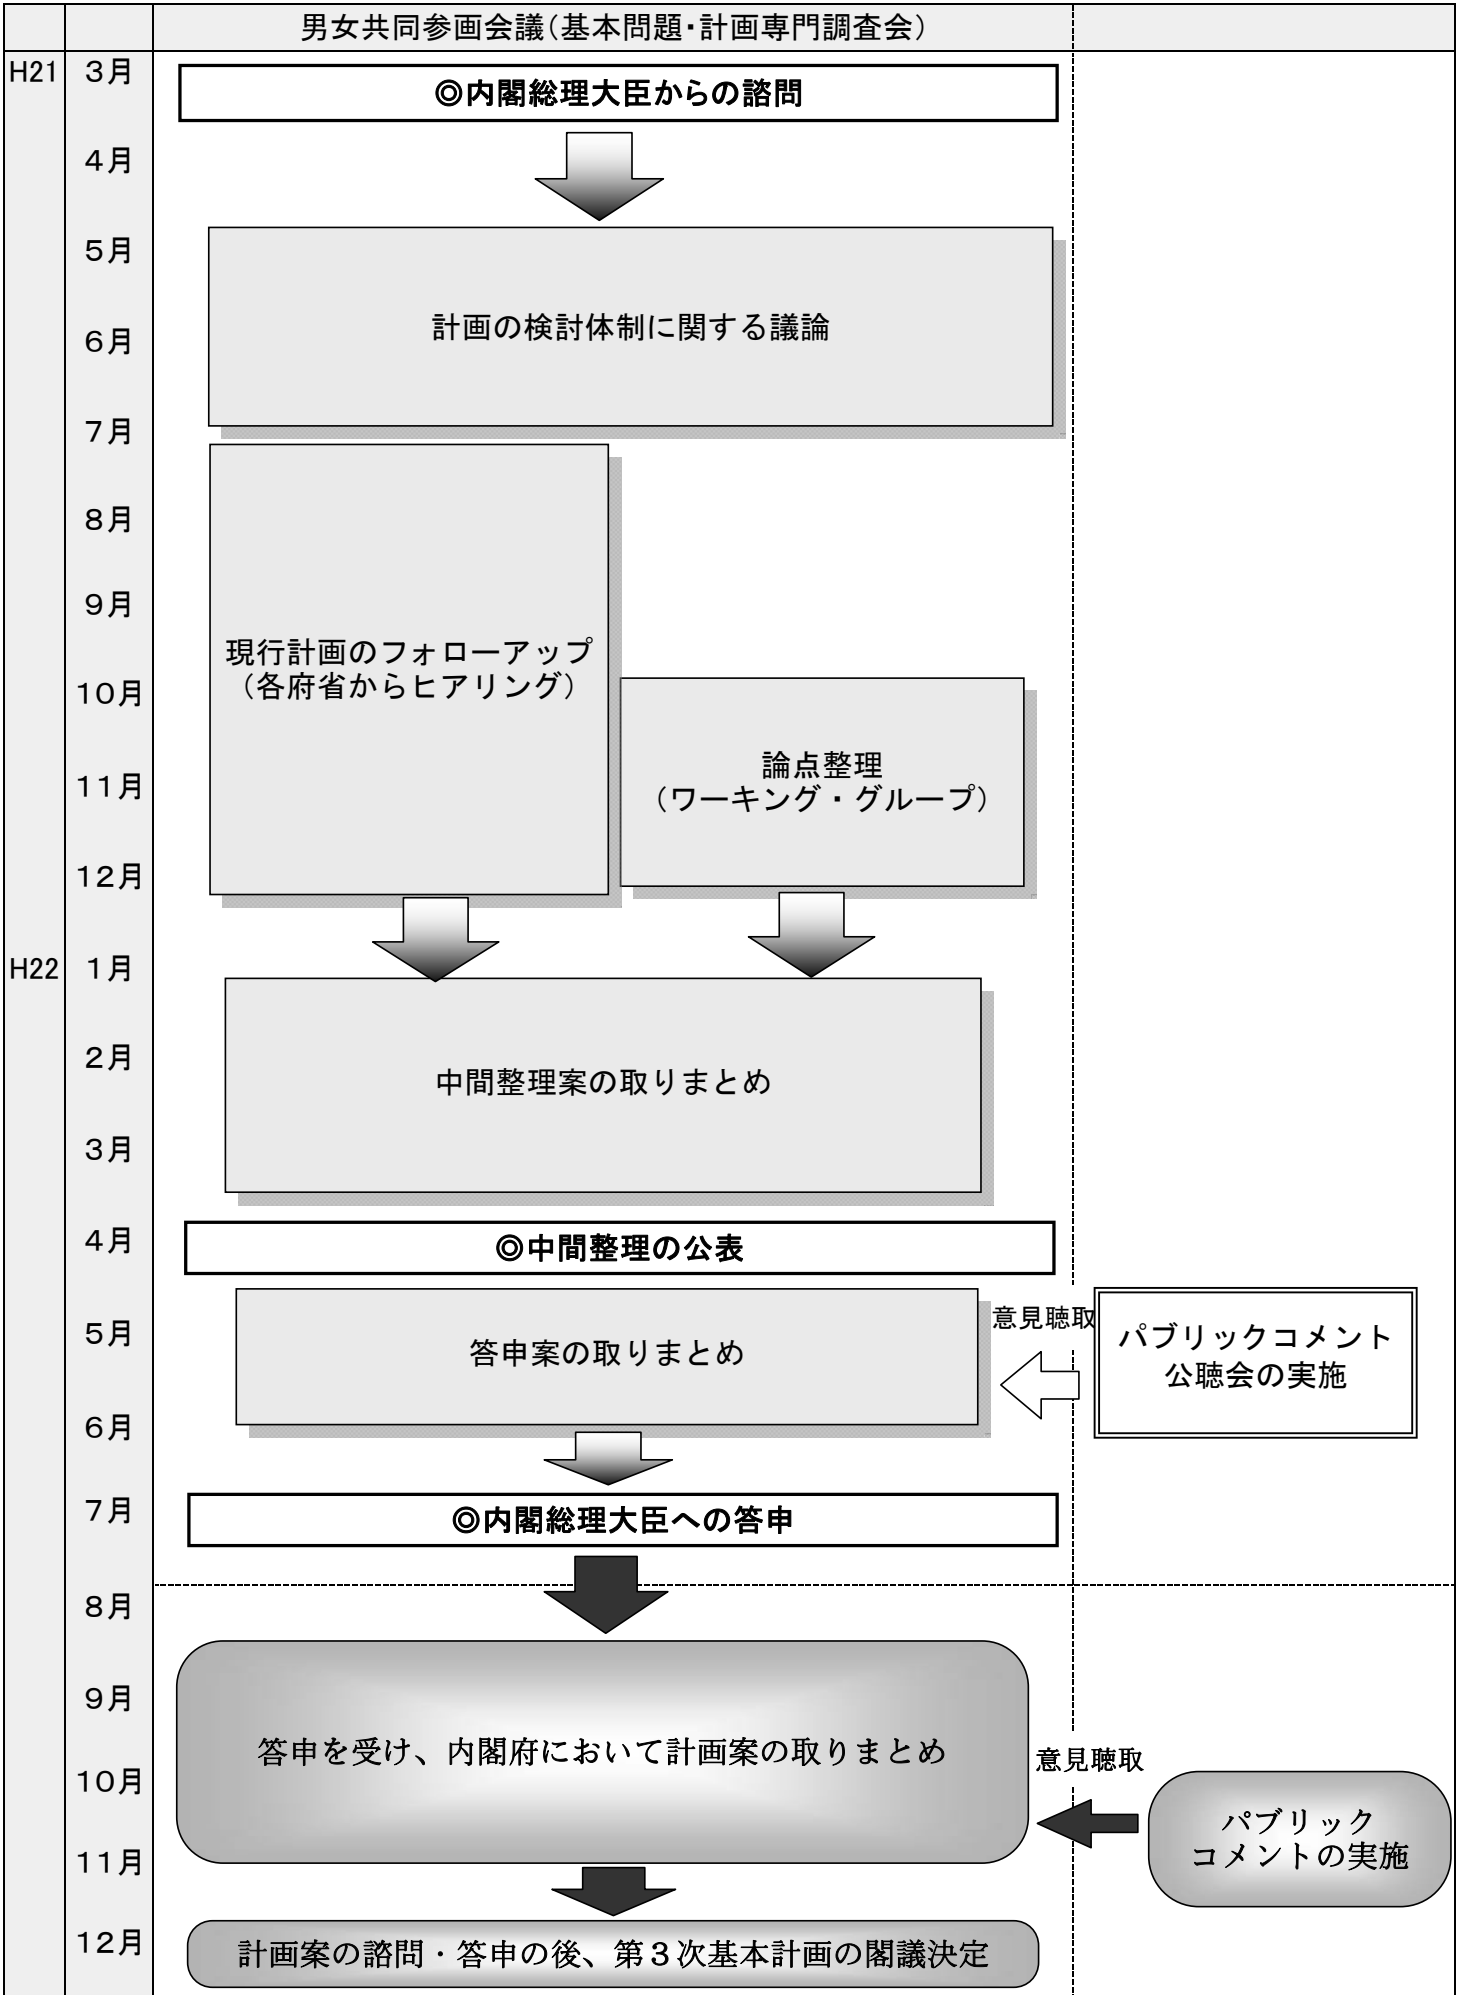 男女共同参画会議（基本問題・計画専門調査会）
H21
3月
◎内閣総理大臣からの諮問
4月
5月
計画の検討体制に関する議論
6月
7月
8月
9月
現行計画のフォローアップ
（各府省からヒアリング）
10月
論点整理
（ワーキング・グループ）
11月
12月
H22
1月
2月
中間整理案の取りまとめ
3月
4月
◎中間整理の公表
5月
答申案の取りまとめ
意見聴取
パブリックコメント
公聴会の実施
6月
7月
◎内閣総理大臣への答申
8月
9月
答申を受け、内閣府において計画案の取りまとめ
意見聴取
10月
パブリック
コメントの実施
11月
12月
計画案の諮問・答申の後、第３次基本計画の閣議決定